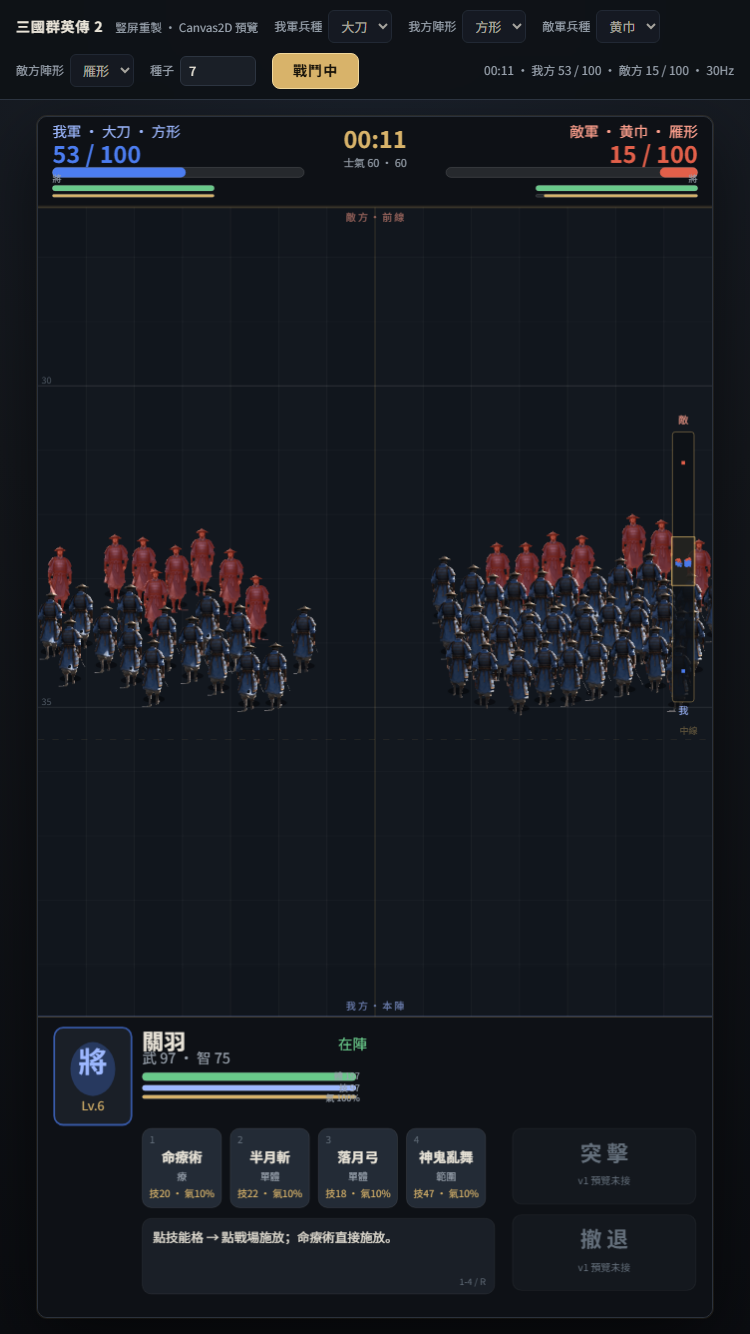 三國群英傳 2 豎屏重製 · Canvas2D 預覽 我軍兵種 大刀 我方陣形 方形 敵軍兵種 黄巾
敵方陣形 雁形 種子 7 戰鬥中 00:11 · 我方 53 / 100 · 敵方 15 / 100 · 30Hz
我軍 · 大刀 · 方形 00:11 敵軍 · 黄巾 · 雁形
53 / 100 士氣 60 · 60 15 / 100
將 將
敵方 · 前線
30
敵
35
我
中線
我方 · 本陣
將
Lv.6
關羽 在陣
武 97 · 智 75
氣 100%
1 2 3 4
命療術 半月斬 落月弓 神鬼亂舞
療 單體 單體 範圍
技20 · 氣10% 技22 · 氣10% 技18 · 氣10% 技47 · 氣10%
突擊
v1 預覽未接
點技能格 → 點戰場施放；命療術直接施放。
1-4 / R
撤退
v1 預覽未接